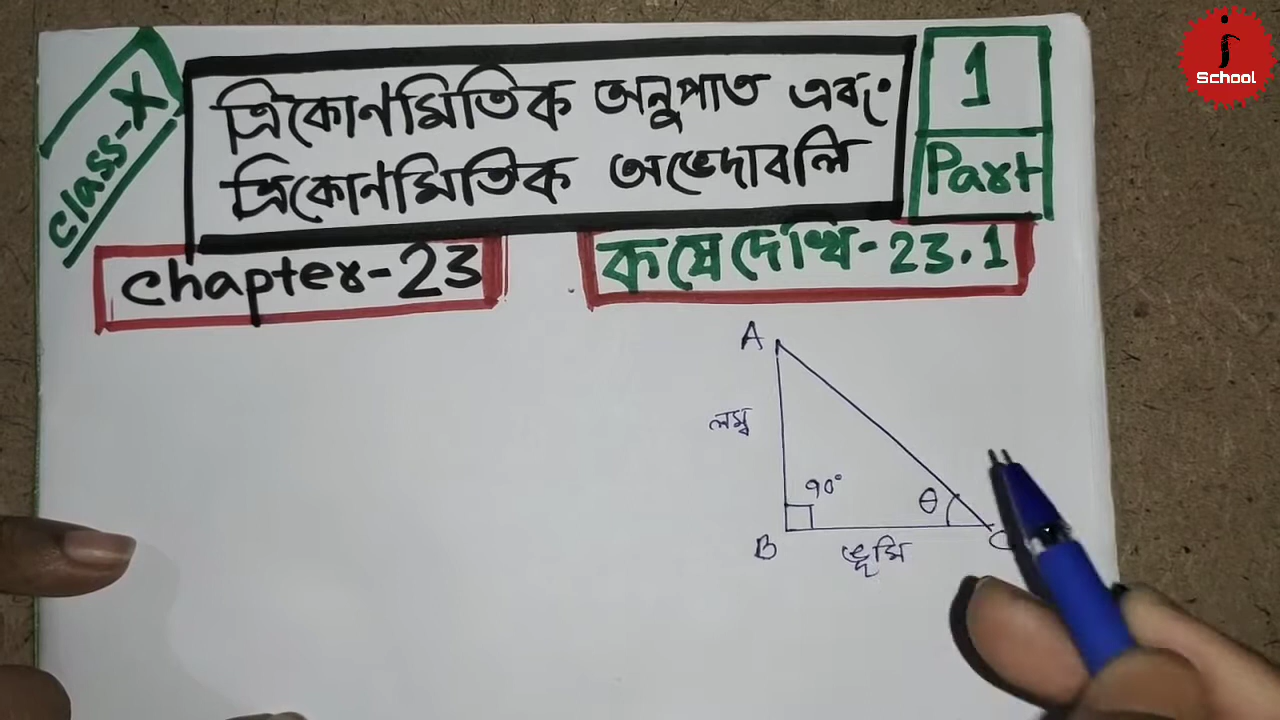 class-X
ত্রিকোণমিতিক অনুপাত এবং
ত্রিকোণমিতিক অভেদাবলি
1
Part
i
School
chapter-23
কষে দেখি-23.1
A
লম্ব
90°
θ
B
ভূমি
C